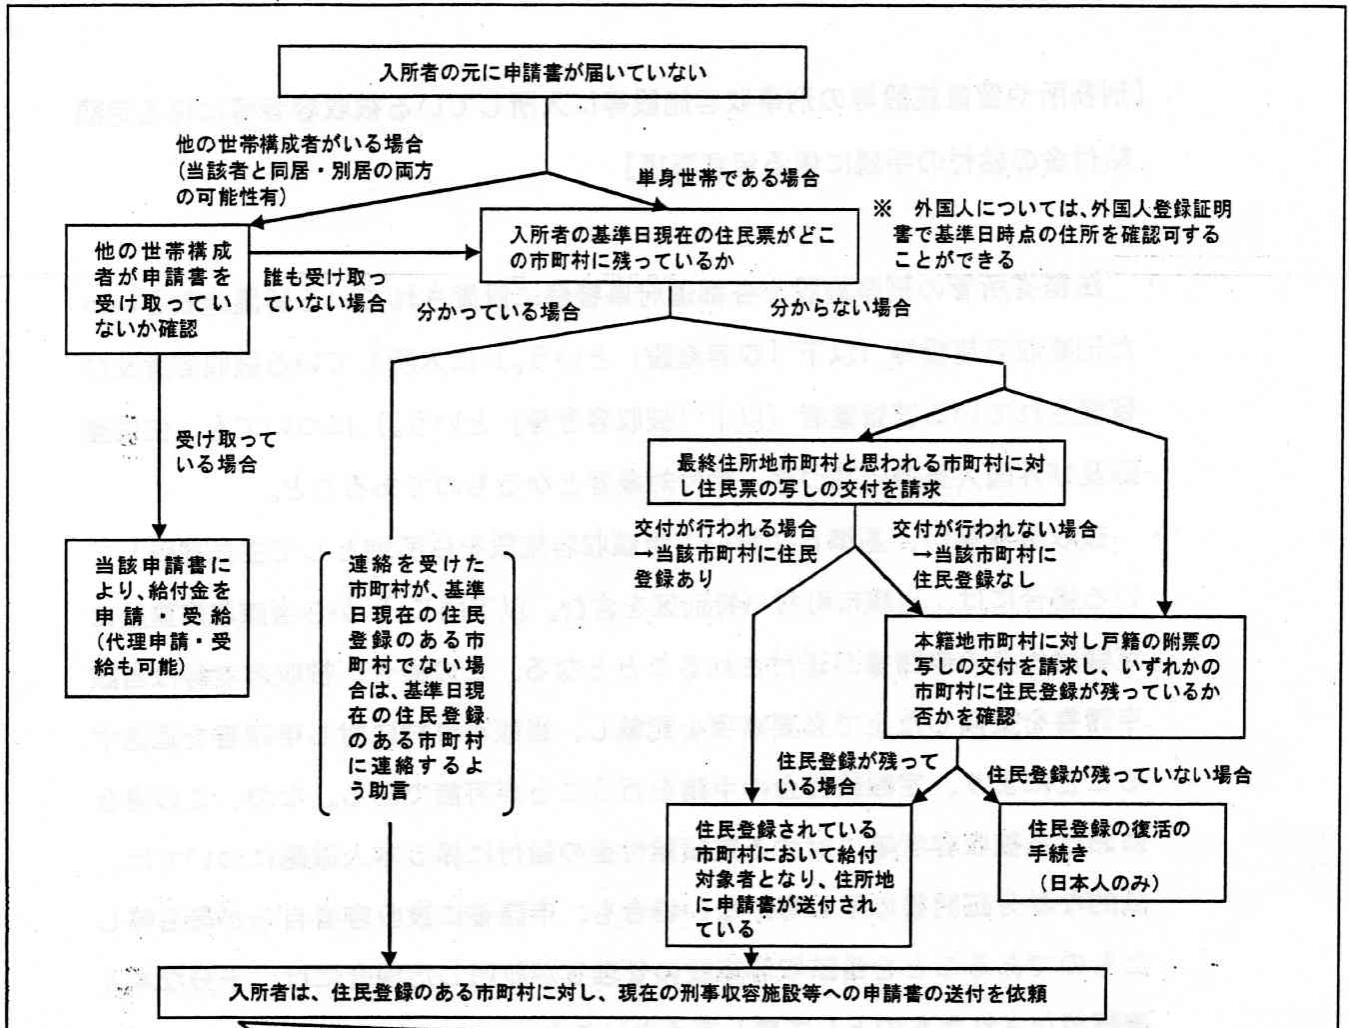 入所者の元に申請書が届いていない
他の世帯構成者がいる場合
(当該者と同居・別居の両方
の可能性有)
単身世帯である場合
※ 外国人については、外国人登録証明
書で基準日時点の住所を確認可する
ことができる
他の世帯構成
者が申請書を
受け取ってい
ないか確認
誰も受け取っ
ていない場合
入所者の基準日現在の住民票がどこ
の市町村に残っているか
分かっている場合
分からない場合
受け取って
いる場合
最終住所地市町村と思われる市町村に対
し住民票の写しの交付を請求
交付が行われる場合
→当該市町村に住民
登録あり
交付が行われない場合
→当該市町村に
住民登録なし
当該申請書に
より、給付金を
申請・受給
(代理申請・受
給も可能)
連絡を受けた
市町村が、基準
日現在の住民
登録のある市
町村でない場
合は、基準日現
在の住民登録
のある市町村
に連絡するよ
う助言
本籍地市町村に対し戸籍の附票の
写しの交付を請求し、いずれかの
市町村に住民登録が残っているか
否かを確認
住民登録が残って
いる場合
住民登録が残っていない場合
住民登録されている
市町村において給付
対象者となり、住所地
に申請書が送付され
ている
住民登録の復活の
手続き
(日本人のみ)
入所者は、住民登録のある市町村に対し、現在の刑事収容施設等への申請書の送付を依頼